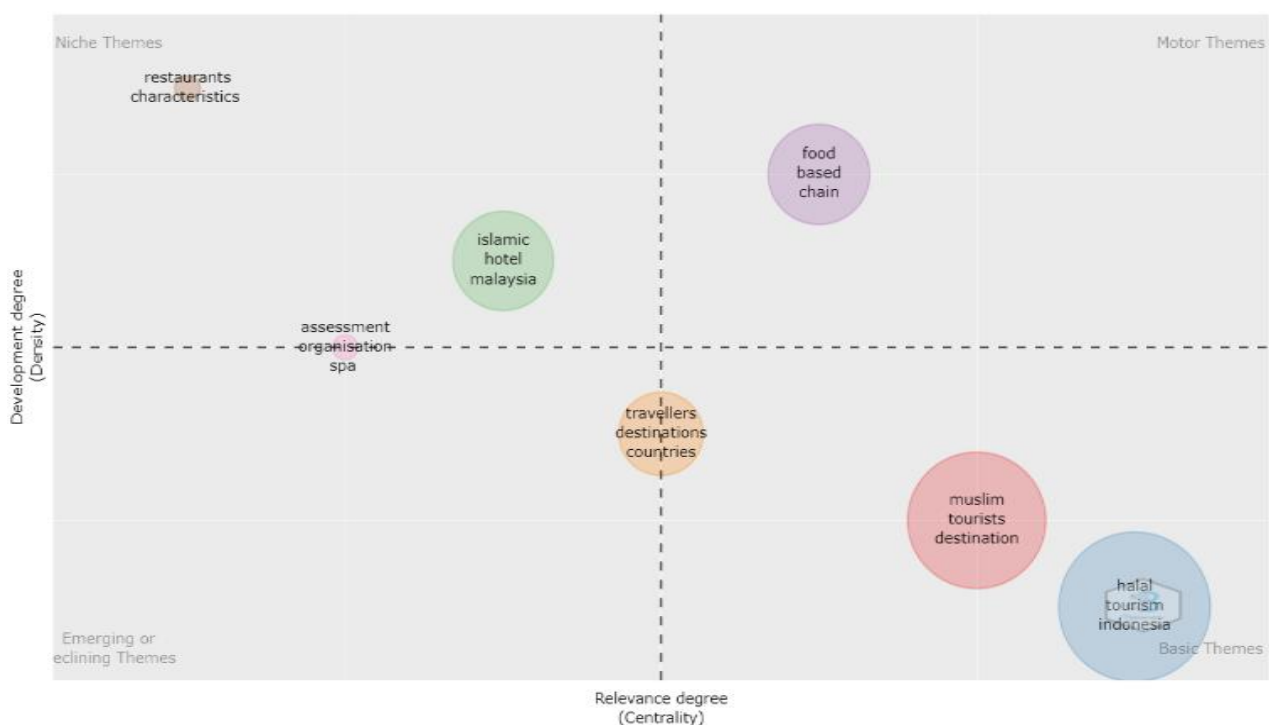 Niche Themes
Motor Themes
restaurants
characteristics
food
based
chain
islamic
hotel
malaysia
Development degree
(Density)
assessment
organisation
spa
travellers
destinations
countries
muslim
tourists
destination
halal
tourism
indonesia
Emerging or
eclining Themes
Basic Themes
Relevance degree
(Centrality)